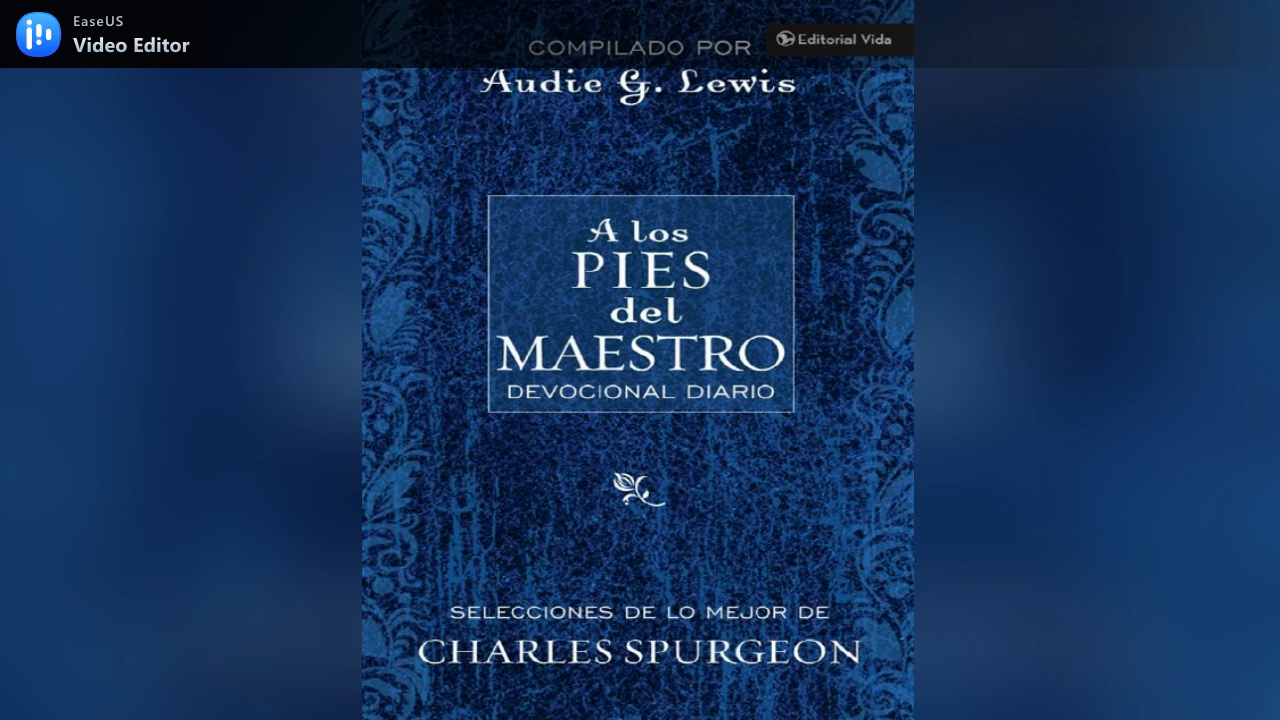 EaseUS
Video Editor
Editorial Vida
COMPILADO POR
Audie G. Lewis
A los
PIES
del
MAESTRO
DEVOCIONAL DIARIO
SELECCIONES DE LO MEJOR DE
CHARLES SPURGEON